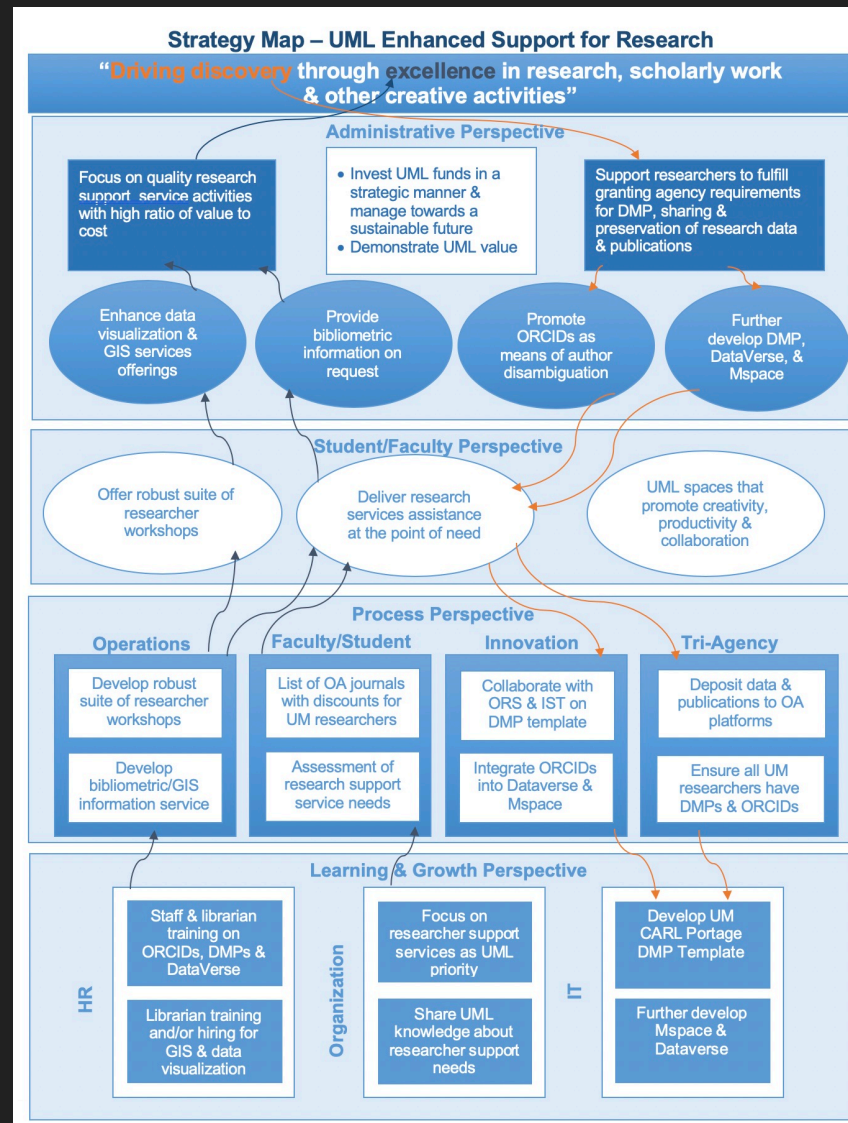 Strategy Map – UML Enhanced Support for Research
“Driving discovery through excellence in research, scholarly work
& other creative activities”
Administrative Perspective
Focus on quality research
support service activities
with high ratio of value to
cost
• Invest UML funds in a
strategic manner &
manage towards a
sustainable future
• Demonstrate UML value
Support researchers to fulfill
granting agency requirements
for DMP, sharing &
preservation of research data
& publications
Enhance data
visualization &
GIS services
offerings
Provide
bibliometric
information on
request
Promote
ORCIDs as
means of author
disambiguation
Further
develop DMP,
DataVerse, &
Mspace
Student/Faculty Perspective
Offer robust suite of
researcher
workshops
Deliver research
services assistance
at the point of need
UML spaces that
promote creativity,
productivity &
collaboration
Process Perspective
Operations
Develop robust
suite of researcher
workshops
Develop
bibliometric/GIS
information service
Faculty/Student
List of OA journals
with discounts for
UM researchers
Assessment of
research support
service needs
Innovation
Collaborate with
ORS & IST on
DMP template
Integrate ORCIDs
into Dataverse &
Mspace
Tri-Agency
Deposit data &
publications to OA
platforms
Ensure all UM
researchers have
DMPs & ORCIDs
Learning & Growth Perspective
HR
Staff & librarian
training on
ORCIDs, DMPs &
DataVerse
Librarian training
and/or hiring for
GIS & data
visualization
Organization
Focus on
researcher support
services as UML
priority
Share UML
knowledge about
researcher support
needs
IT
Develop UM
CARL Portage
DMP Template
Further develop
Mspace &
Dataverse